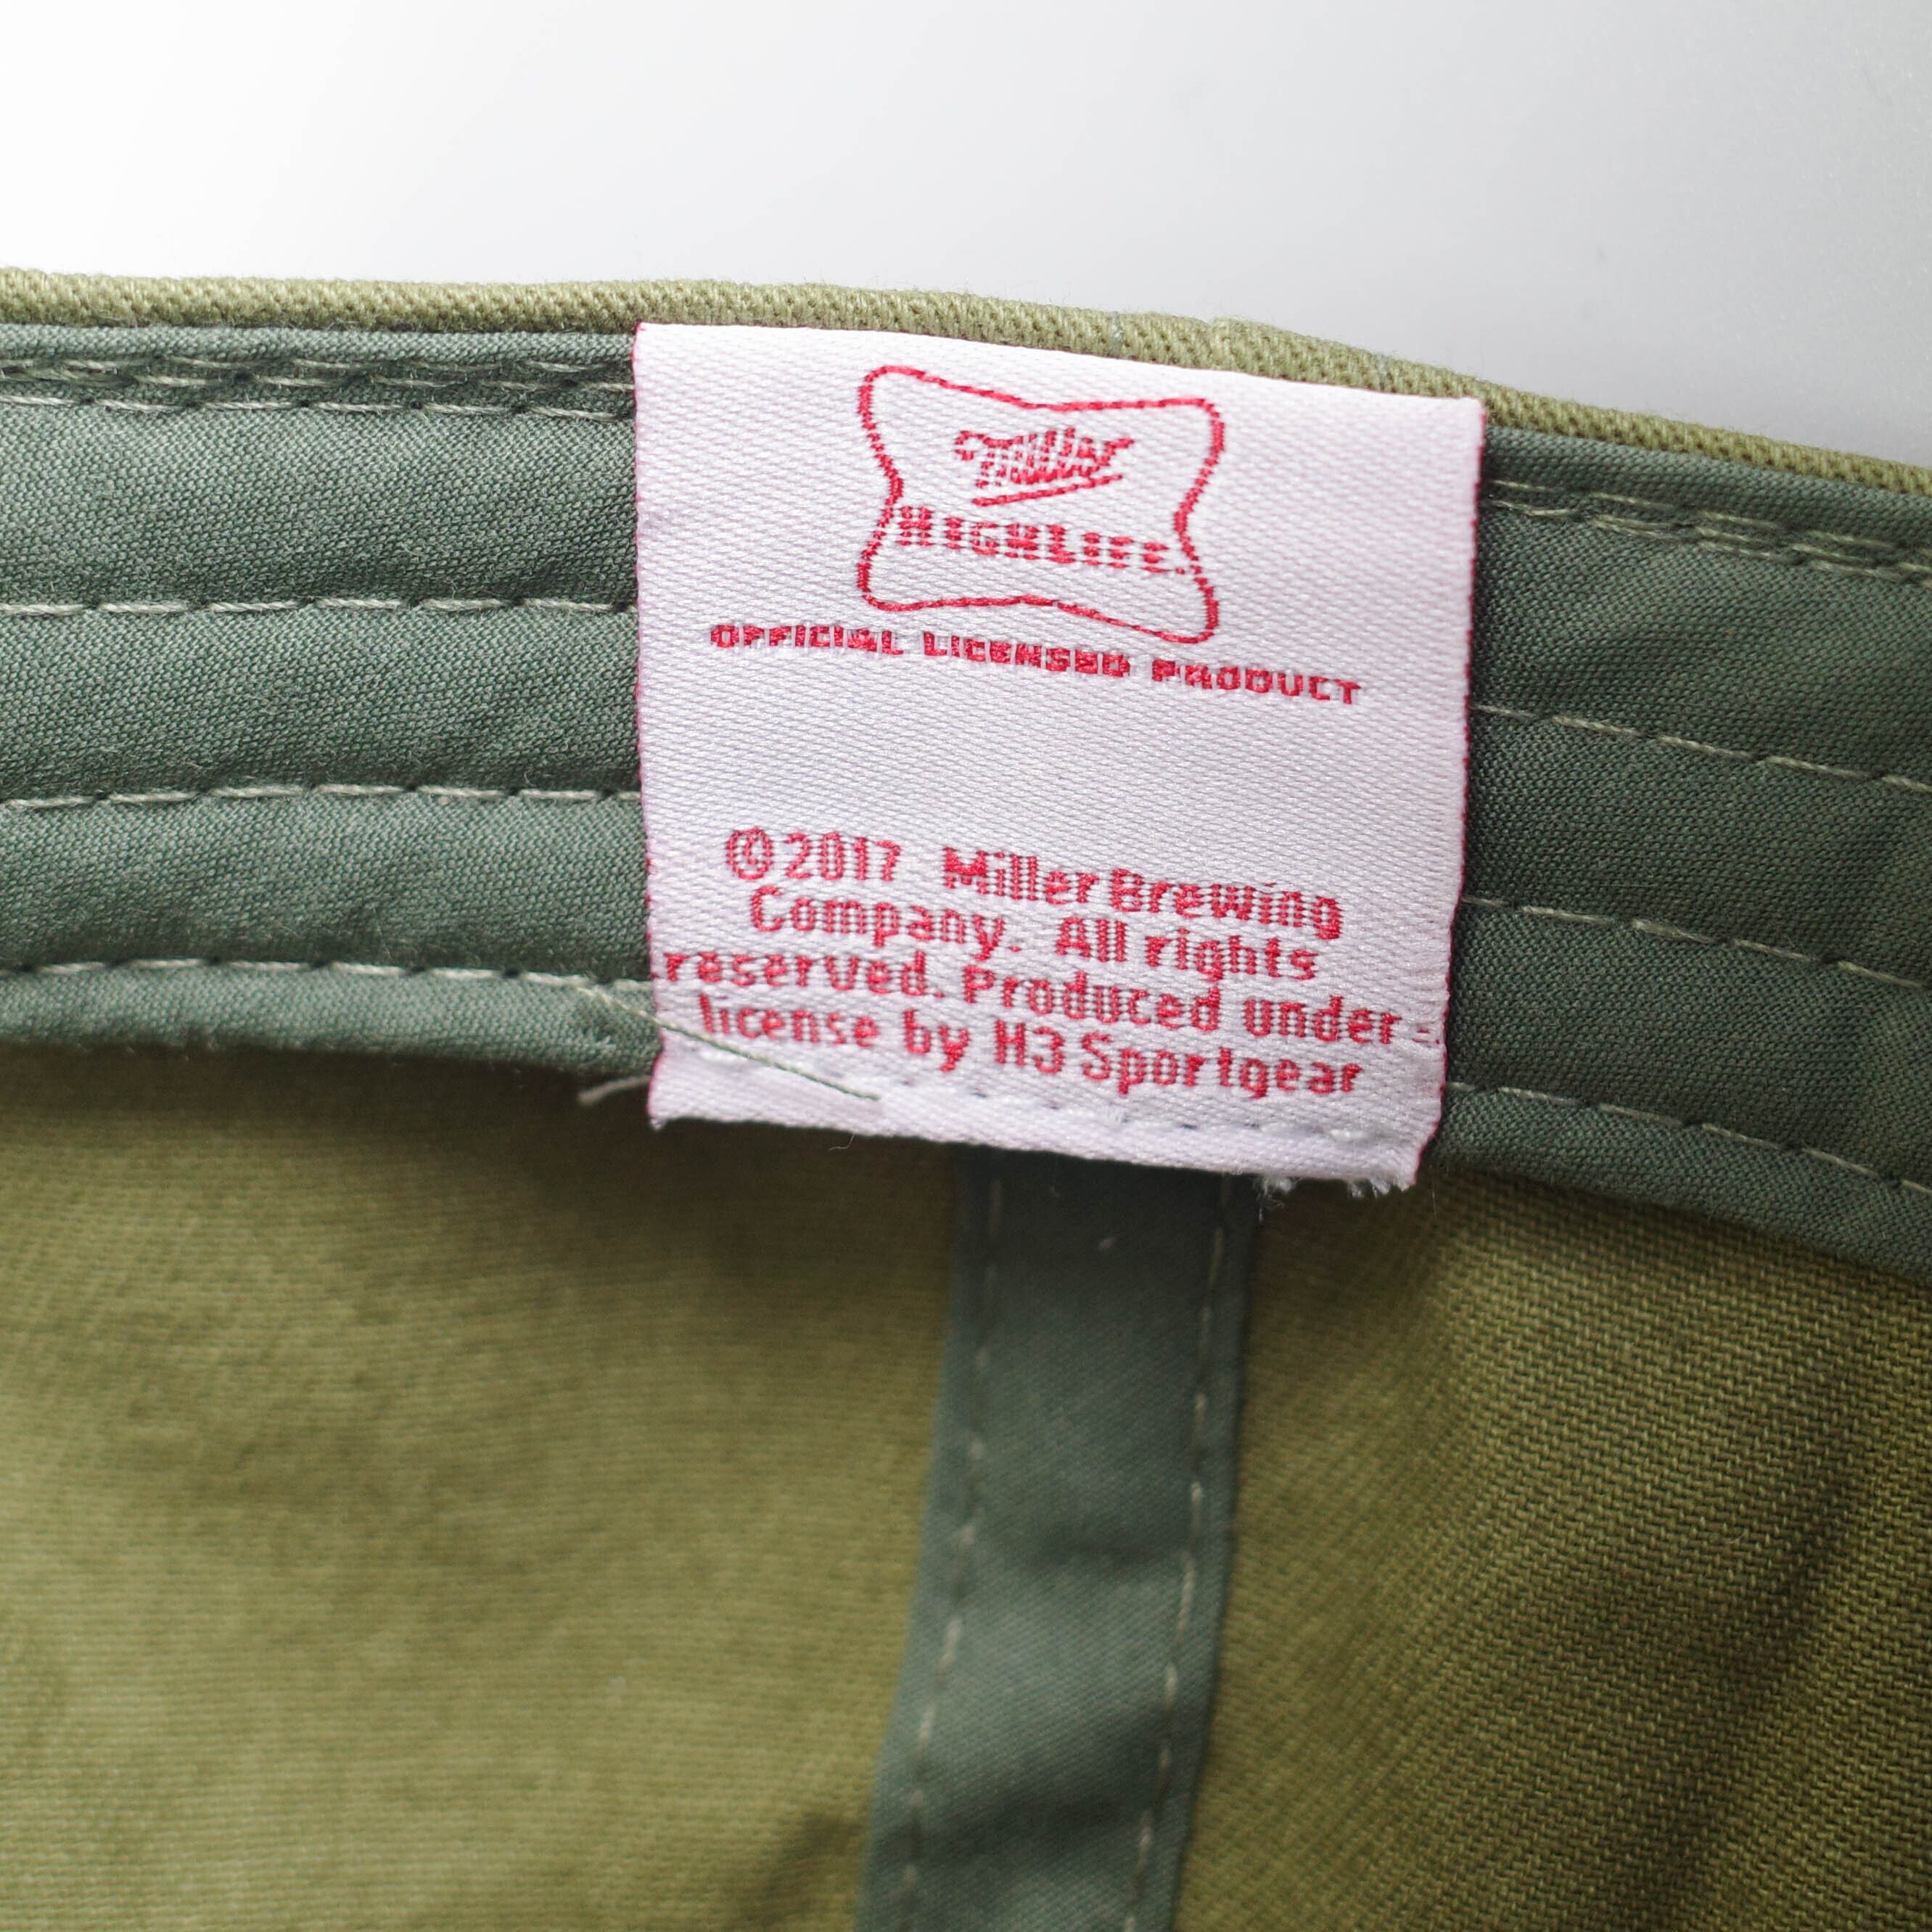 Miller
HIGH LIFE.
OFFICIAL LICENSED PRODUCT
©2017 Miller Brewing
Company. All rights
reserved. Produced under
license by H3 Sportgear